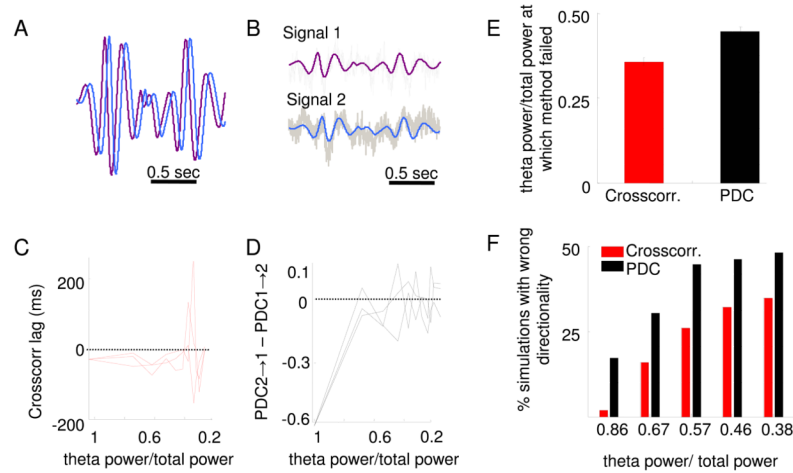 A
0.5 sec
B
Signal 1
Signal 2
0.5 sec
C
Crosscorr lag (ms)
200
0
-200
1
0.6
0.2
theta power/total power
D
PDC2→1 – PDC1→2
0.1
0
-0.3
-0.6
1
0.6
0.2
theta power/total power
E
theta power/total power at
which method failed
0.50
0.25
0
Crosscorr.
PDC
F
% simulations with wrong
directionality
50
25
Crosscorr.
PDC
0.86
0.67
0.57
0.46
0.38
theta power/ total power